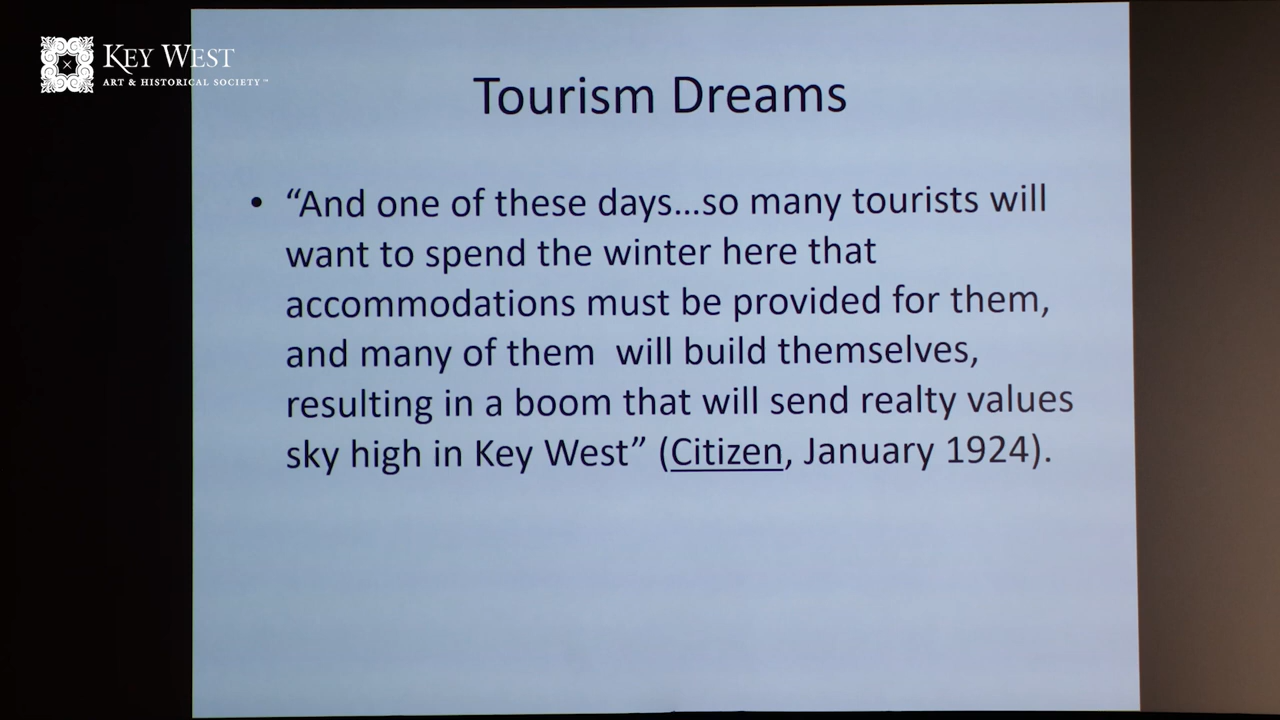 KEY WEST
ART & HISTORICAL SOCIETY™
Tourism Dreams
• “And one of these days...so many tourists will
want to spend the winter here that
accommodations must be provided for them,
and many of them will build themselves,
resulting in a boom that will send realty values
sky high in Key West” (Citizen, January 1924).